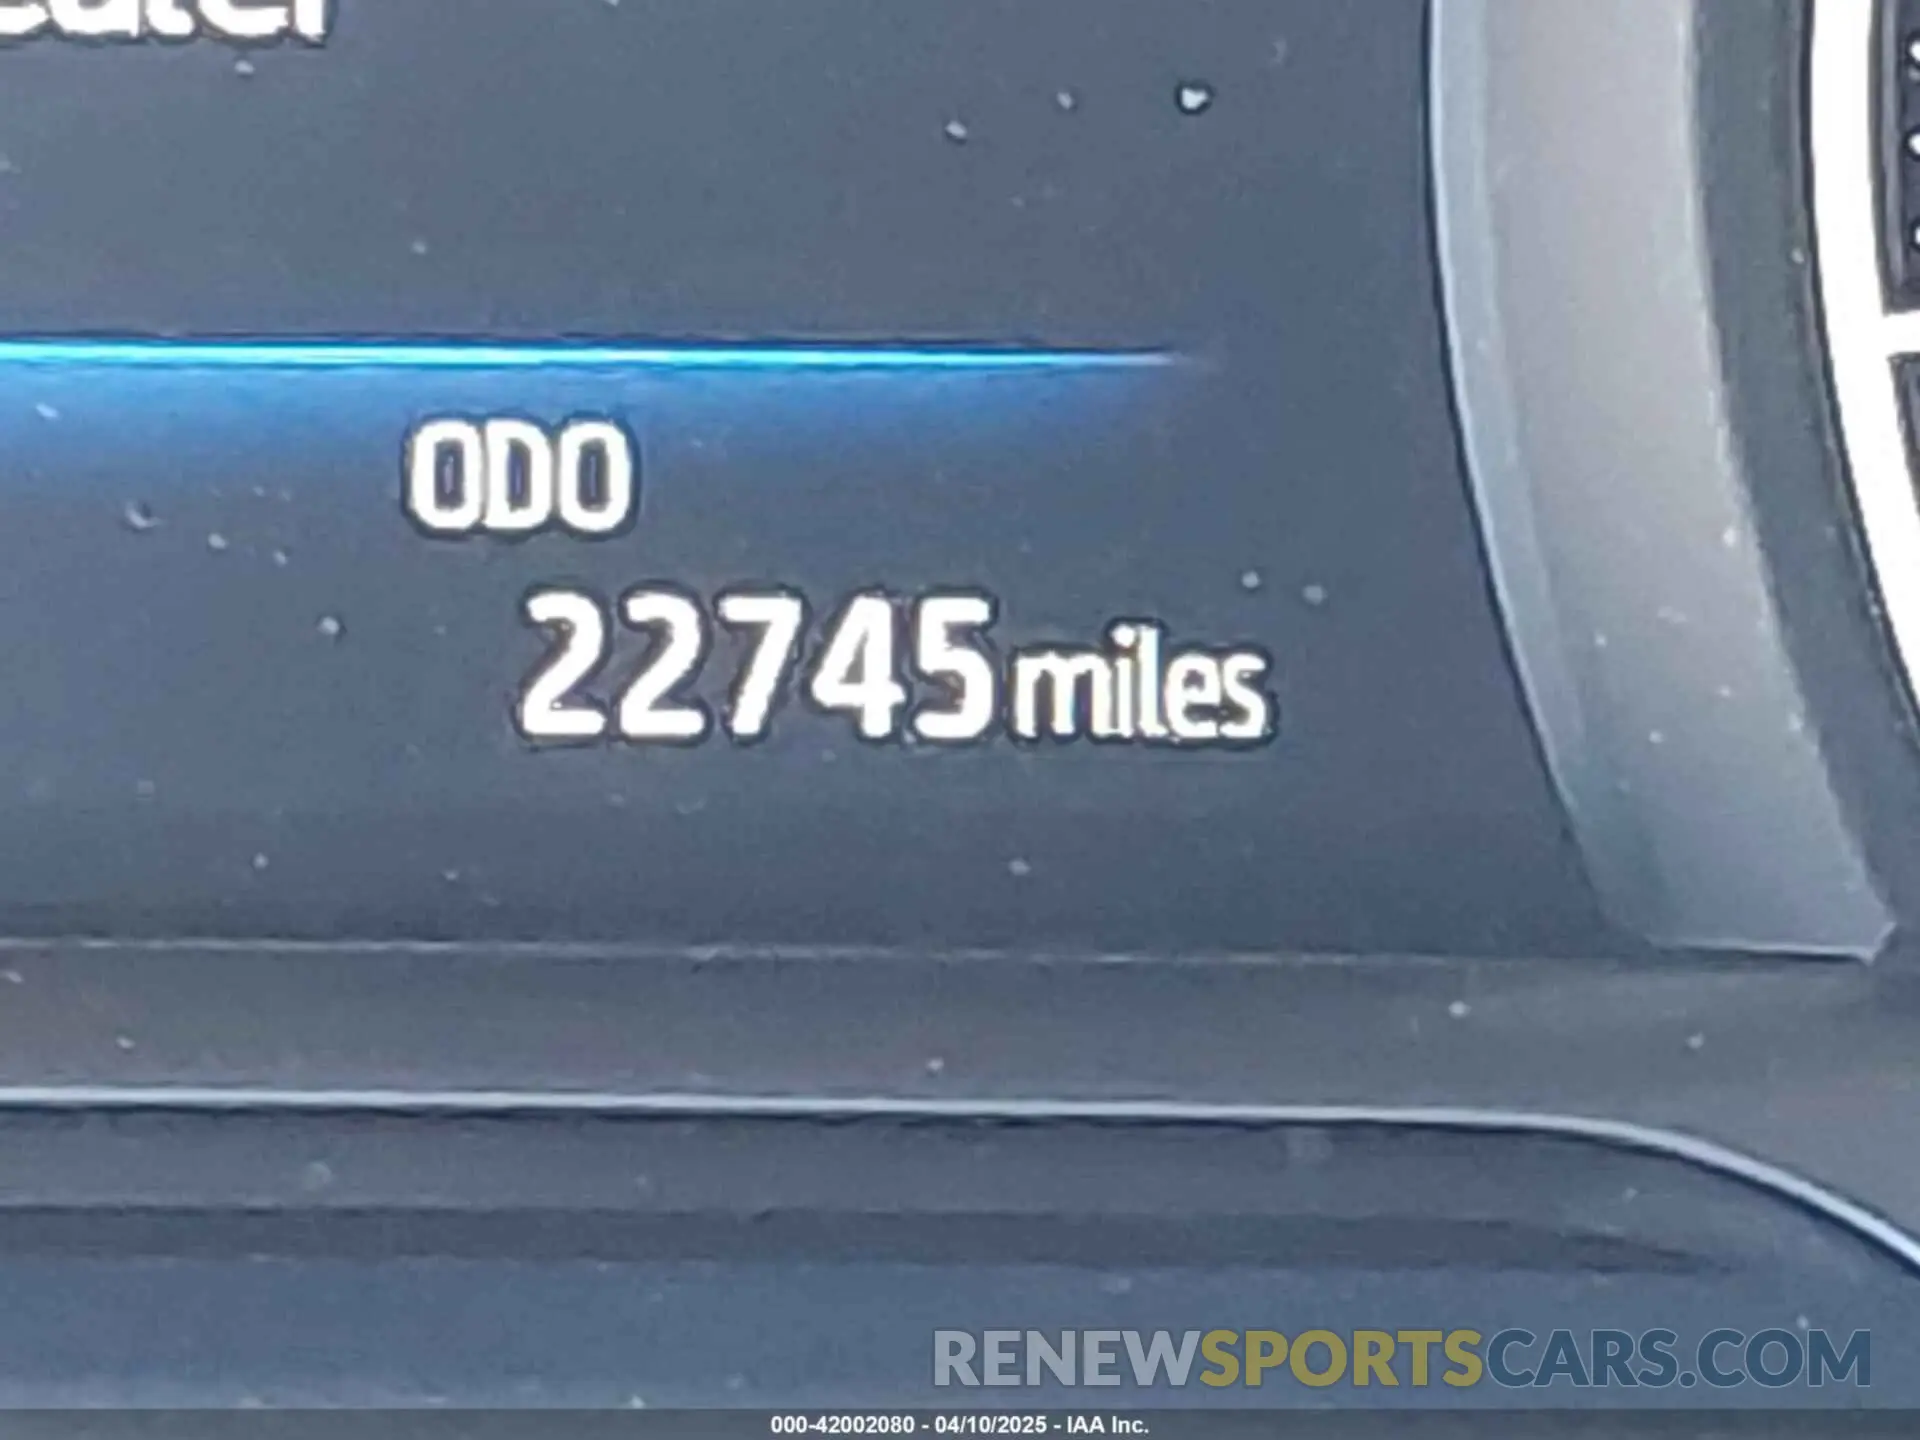 ODO
22745 miles
RENEWSPORTSCARS.COM
000-42002080 - 04/10/2025 - IAA Inc.